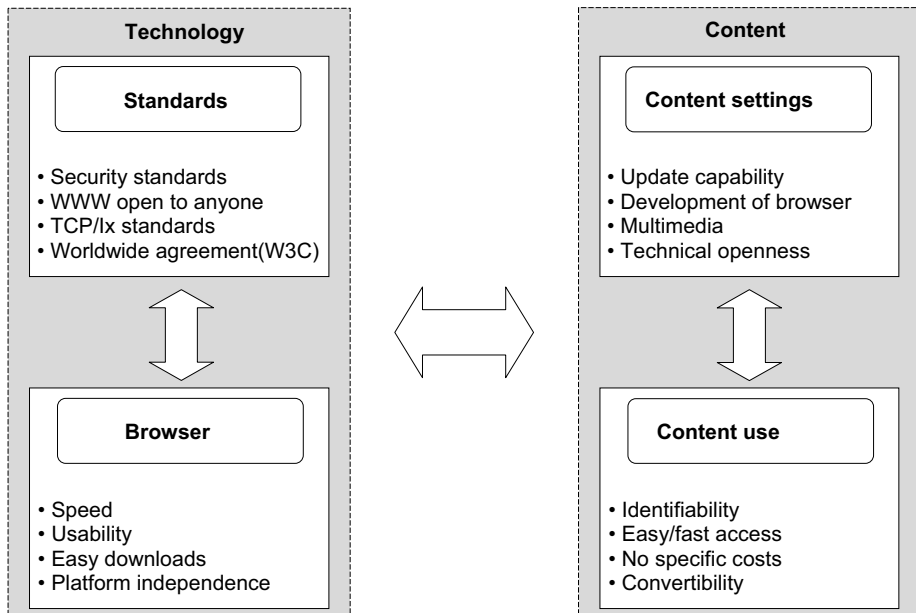 Technology
Standards
• Security standards
• WWW open to anyone
• TCP/Ix standards
• Worldwide agreement(W3C)
Browser
• Speed
• Usability
• Easy downloads
• Platform independence
Content
Content settings
• Update capability
• Development of browser
• Multimedia
• Technical openness
Content use
• Identifiability
• Easy/fast access
• No specific costs
• Convertibility